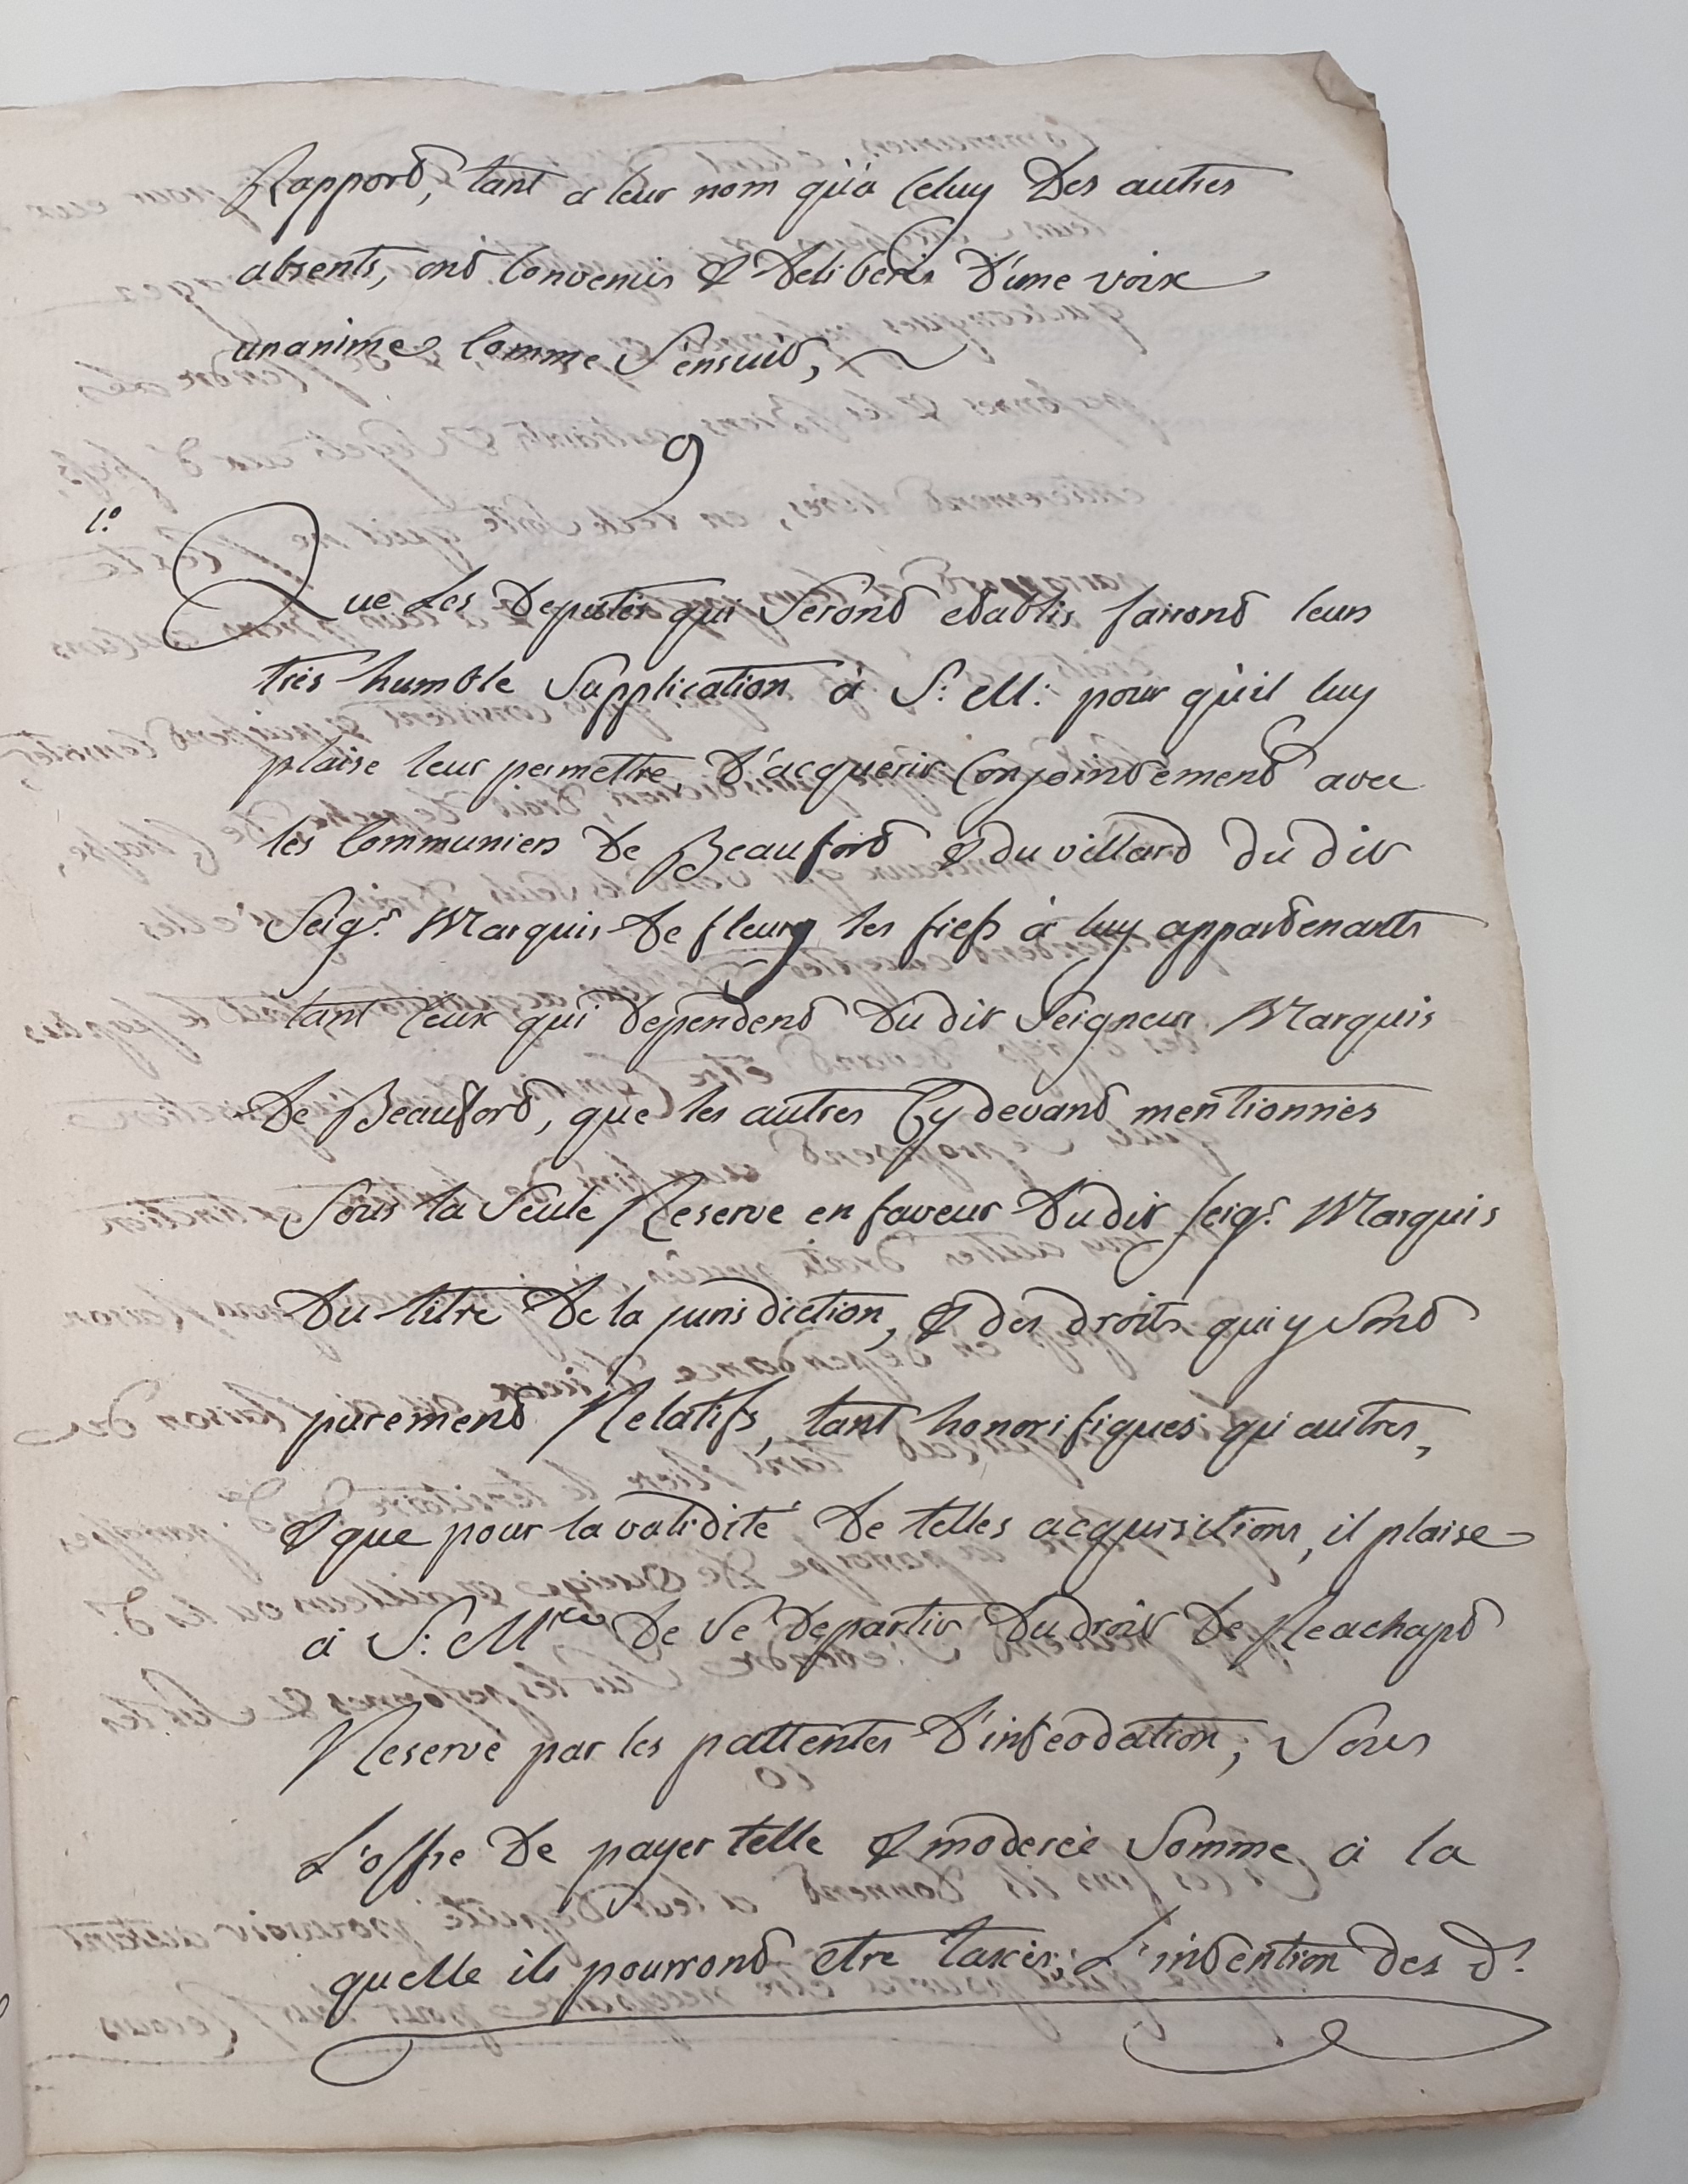 Rapport, tant a leur nom qu'à Celuy Des autres
absents, ont Convenus & Deliberés D'une voix
unanime Comme S'ensuit,
9
1.°
Que Les Deputés qui Seront etablis fairont leur
très humble Supplication à S: M: pour qu'il luy
plaise leur permettre D'acquerir Conjointement avec
les Communiers De Beaufort & du villard du dit
Seigr. Marquis De fleury les fiefs à luy appartenants
tant Ceux qui dependent Du dit Seigneur Marquis
De Beaufort, que les autres Cy devant mentionnés
Sous la Seule Reserve en faveur Du dit Seigr. Marquis
Du titre De la jurisdiction, & des droits qui y Sont
purement Relatifs, tant honorifiques qu'autres,
& que pour la validité De telles acquisitions, il plaise
à S: Mté De Se Departir Du droit De Reachapt
Reservé par les pattentes D'infeodation, Sous
L'offre De payer telle & moderée Somme à la
quelle ils pourront etre taxés; L'intention des d.s